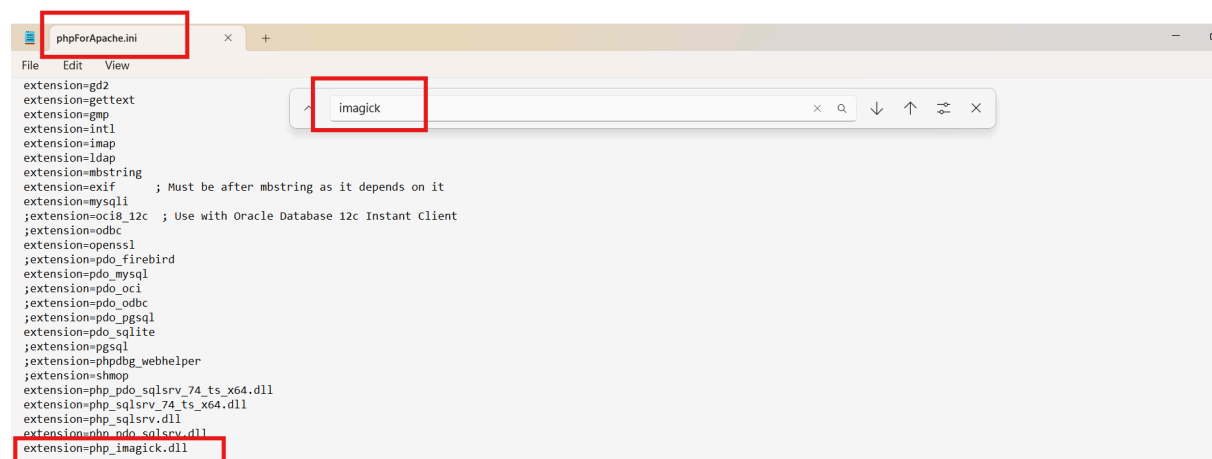 phpForApache.ini
File Edit View
imagick
extension=gd2
extension=gettext
extension=gmp
extension=intl
extension=imap
extension=ldap
extension=mbstring
extension=exif      ; Must be after mbstring as it depends on it
extension=mysqli
;extension=oci8_12c  ; Use with Oracle Database 12c Instant Client
;extension=odbc
extension=openssl
;extension=pdo_firebird
extension=pdo_mysql
;extension=pdo_oci
;extension=pdo_odbc
;extension=pdo_pgsql
extension=pdo_sqlite
;extension=pgsql
;extension=phpdbg_webhelper
;extension=shmop
extension=php_pdo_sqlsrv_74_ts_x64.dll
extension=php_sqlsrv_74_ts_x64.dll
extension=php_sqlsrv.dll
extension=php_pdo_sqlsrv.dll
extension=php_imagick.dll